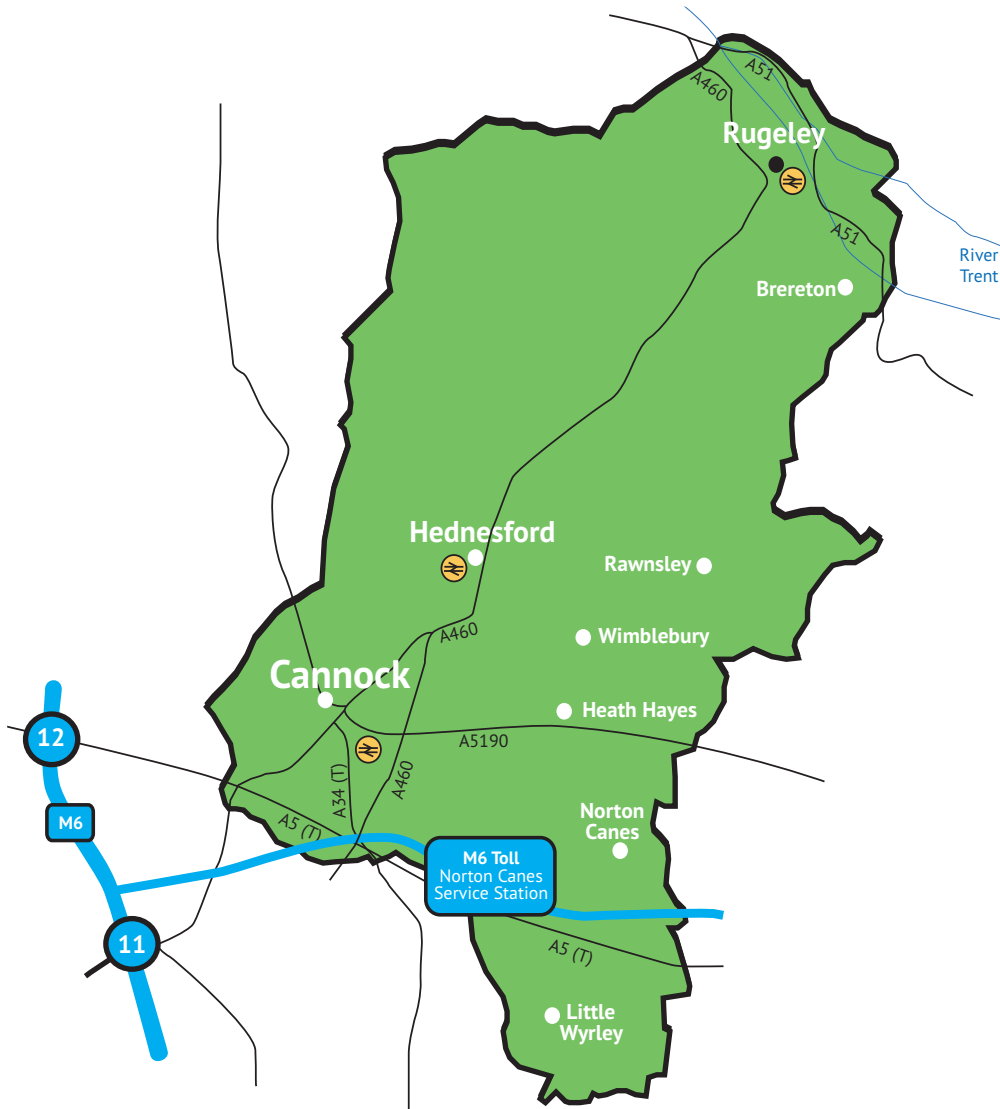 A51
A460
Rugeley
A51
River
Trent
Brereton
Hednesford
Rawnsley
A460
Wimblebury
Cannock
Heath Hayes
12
A5190
A34 (T)
A460
M6
A5 (T)
Norton
Canes
M6 Toll
Norton Canes
Service Station
11
A5 (T)
Little
Wyrley